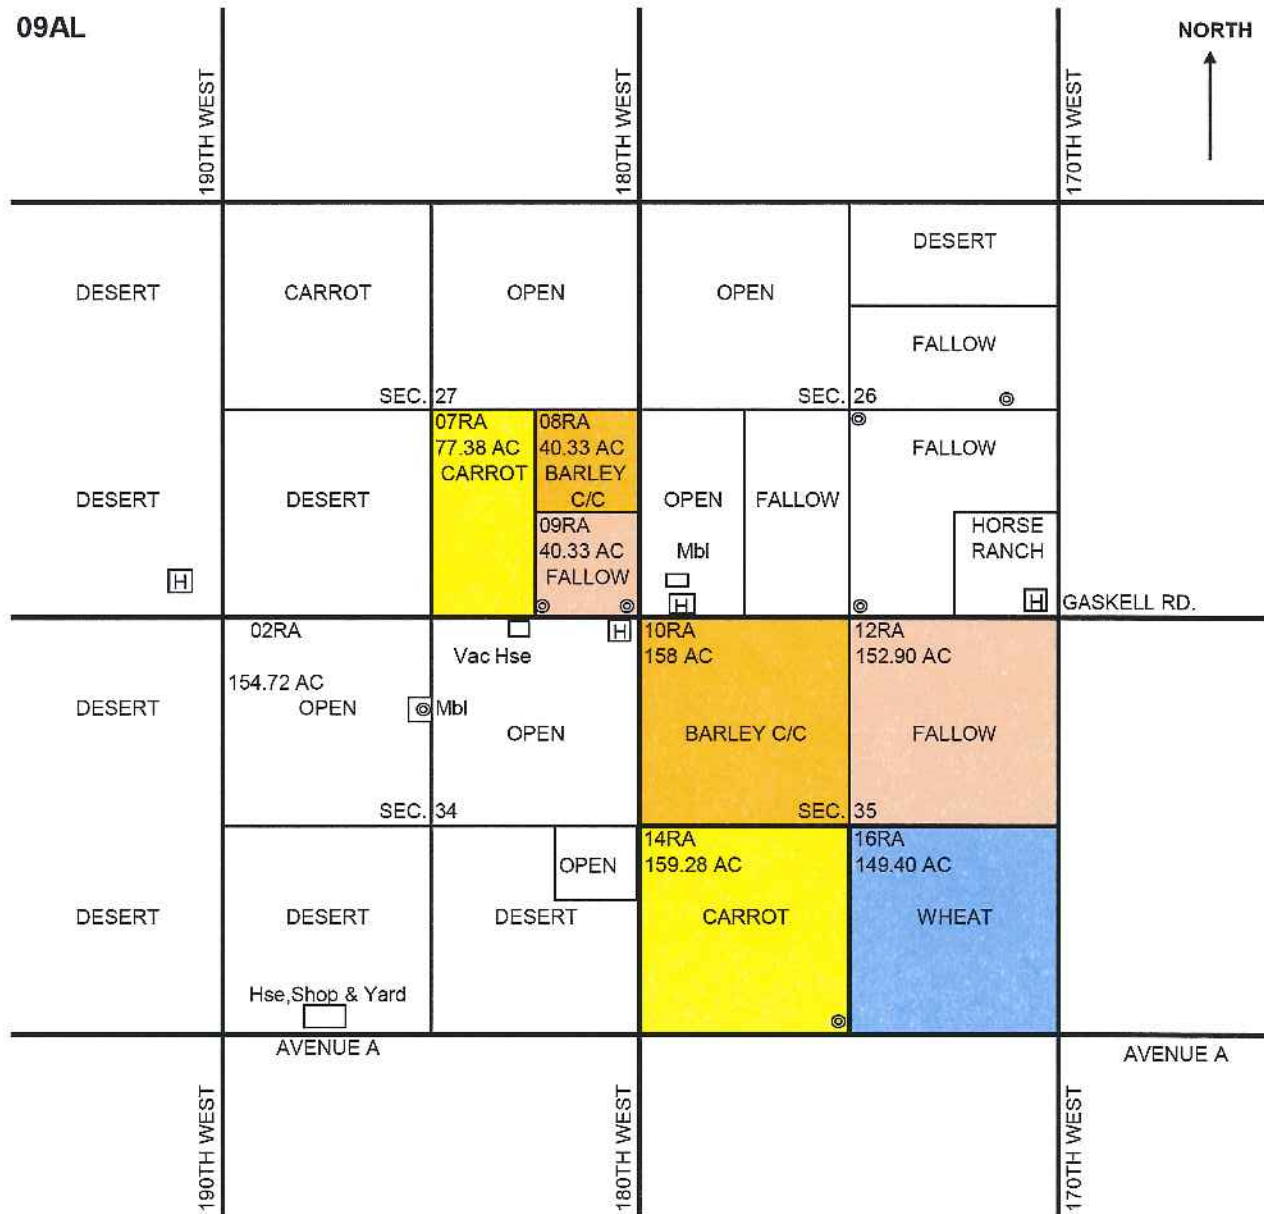 09AL
NORTH
190TH WEST
180TH WEST
170TH WEST
DESERT
CARROT
OPEN
OPEN
DESERT
FALLOW
SEC. 27
SEC. 26
DESERT
DESERT
07RA
77.38 AC
CARROT
08RA
40.33 AC
BARLEY
C/C
09RA
40.33 AC
FALLOW
OPEN
Mbl
FALLOW
FALLOW
HORSE
RANCH
H
H
H
GASKELL RD.
DESERT
02RA
154.72 AC
OPEN
Vac Hse
H
Mbl
OPEN
10RA
158 AC
BARLEY C/C
12RA
152.90 AC
FALLOW
SEC. 34
SEC. 35
DESERT
DESERT
Hse,Shop & Yard
OPEN
DESERT
14RA
159.28 AC
CARROT
16RA
149.40 AC
WHEAT
AVENUE A
AVENUE A
190TH WEST
180TH WEST
170TH WEST